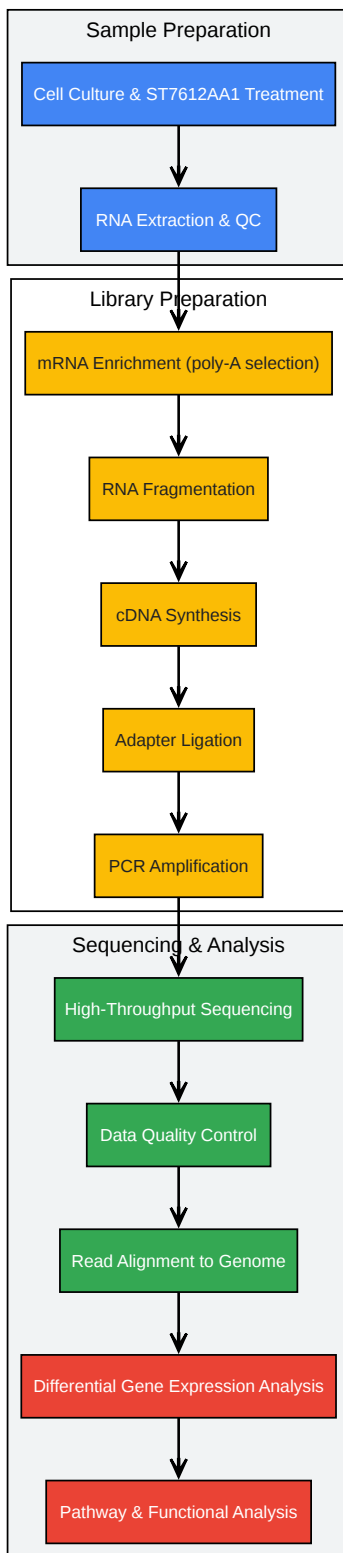 Sample Preparation
Cell Culture & ST7612AA1 Treatment
RNA Extraction & QC
Library Preparation
mRNA Enrichment (poly-A selection)
RNA Fragmentation
cDNA Synthesis
Adapter Ligation
PCR Amplification
Sequencing & Analysis
High-Throughput Sequencing
Data Quality Control
Read Alignment to Genome
Differential Gene Expression Analysis
Pathway & Functional Analysis